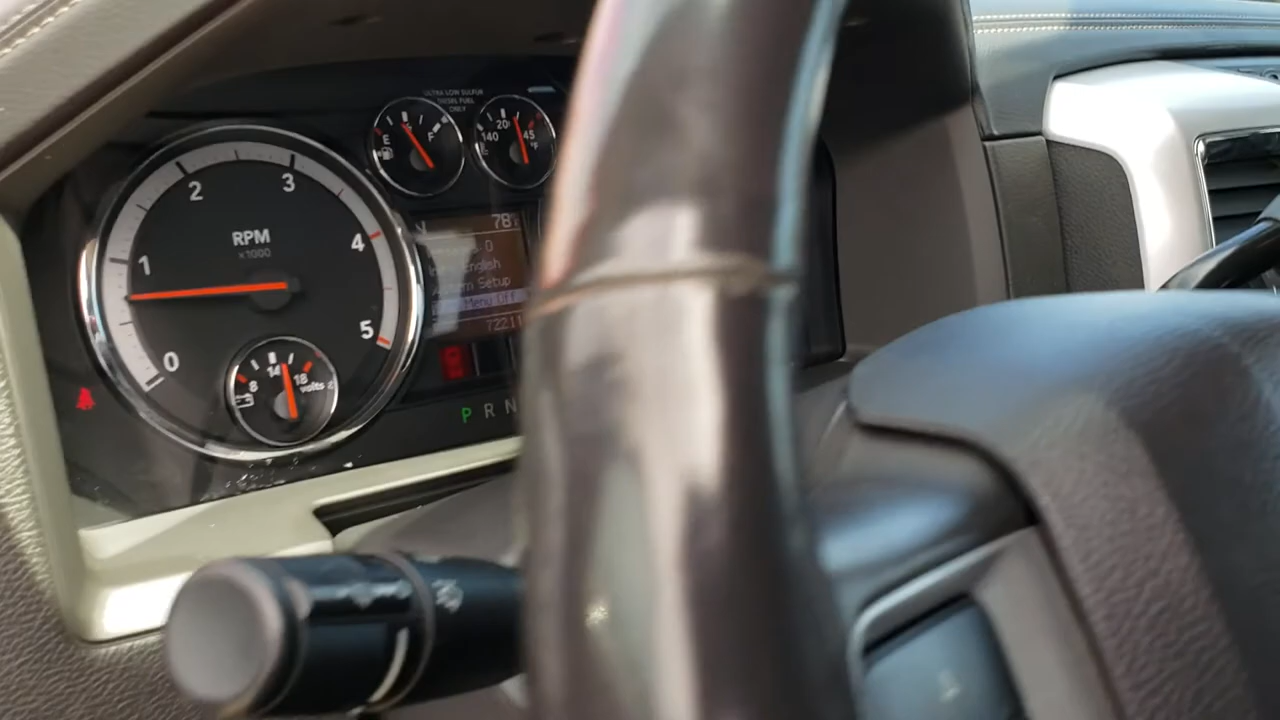 ULTRA LOW SULFUR
DIESEL FUEL
ONLY
E
F
140
20
45
°F
2
3
1
4
0
5
RPM
x1000
8
14
18
volts
78
0
English
Setup
Menu Off
72211
P R N